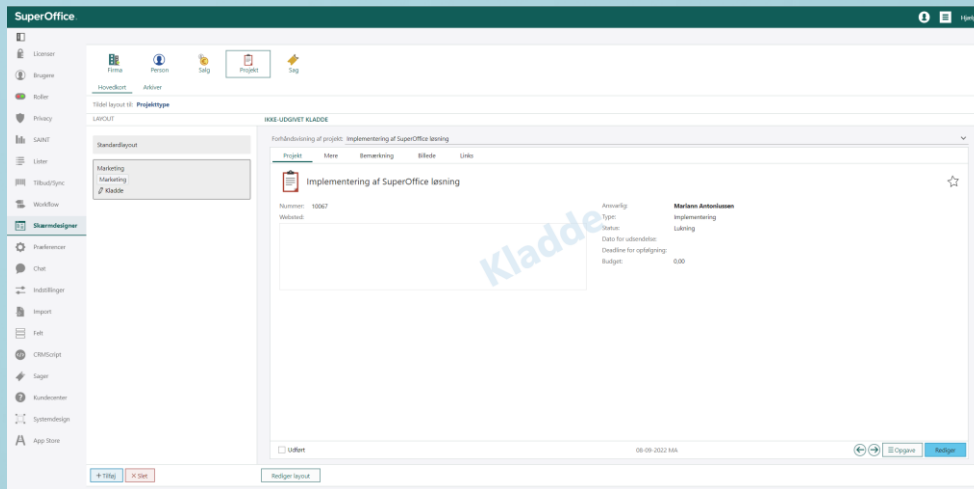 SuperOffice.
Hjælp
Licenser
Brugere
Roller
Privacy
SAINT
Lister
Tilbud/Sync
Workflow
Skærmdesigner
Præferencer
Chat
Indstillinger
Import
Felt
CRMScript
Sager
Kundecenter
Systemdesign
App Store
Firma Person Salg Projekt Sag
Hovedkort Arkiver
Tildel layout til: Projekttype
LAYOUT
Standardlayout
Marketing
Marketing
Kladde
+ Tilføj × Slet
IKKE-UDGIVET KLADDE
Forhåndsvisning af projekt: Implementering af SuperOffice løsning
Projekt Mere Bemærkning Billede Links
Implementering af SuperOffice løsning
Nummer: 10067
Websted:
Ansvarlig: Mariann Antoniussen
Type: Implementering
Status: Lukning
Dato for udsendelse:
Deadline for opfølgning:
Budget: 0,00
Kladde
Udført 08-09-2022 MA Opgave Rediger
Rediger layout